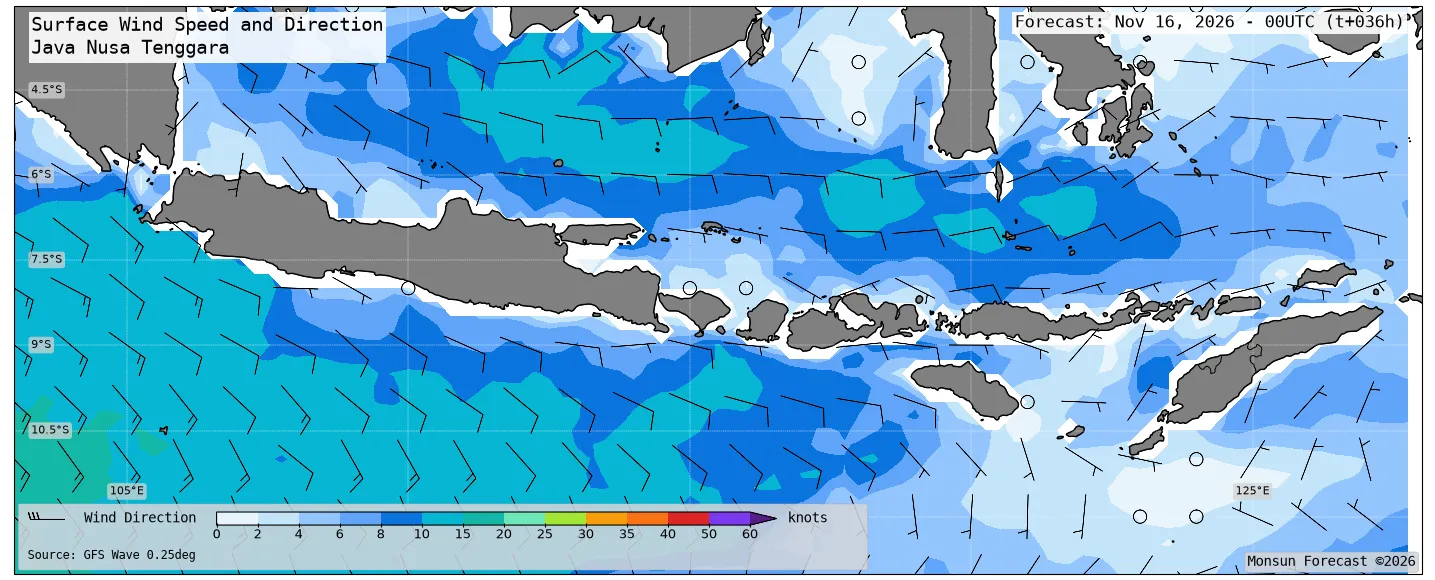 Surface Wind Speed and Direction
Java Nusa Tenggara
Forecast: Nov 16, 2026 - 00UTC (t+036h)
4.5°S
6°S
7.5°S
9°S
10.5°S
105°E
125°E
Wind Direction
knots
0 2 4 6 8 10 15 20 25 30 35 40 50 60
Source: GFS Wave 0.25deg
Monsun Forecast ©2026